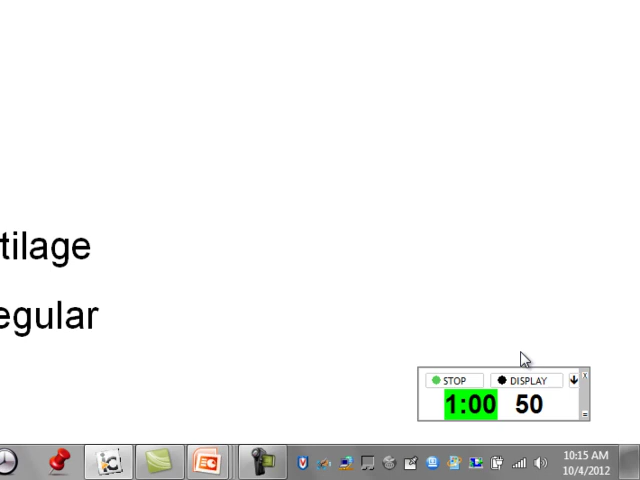 tilage
egular
STOP DISPLAY
1:00 50
10:15 AM
10/4/2012